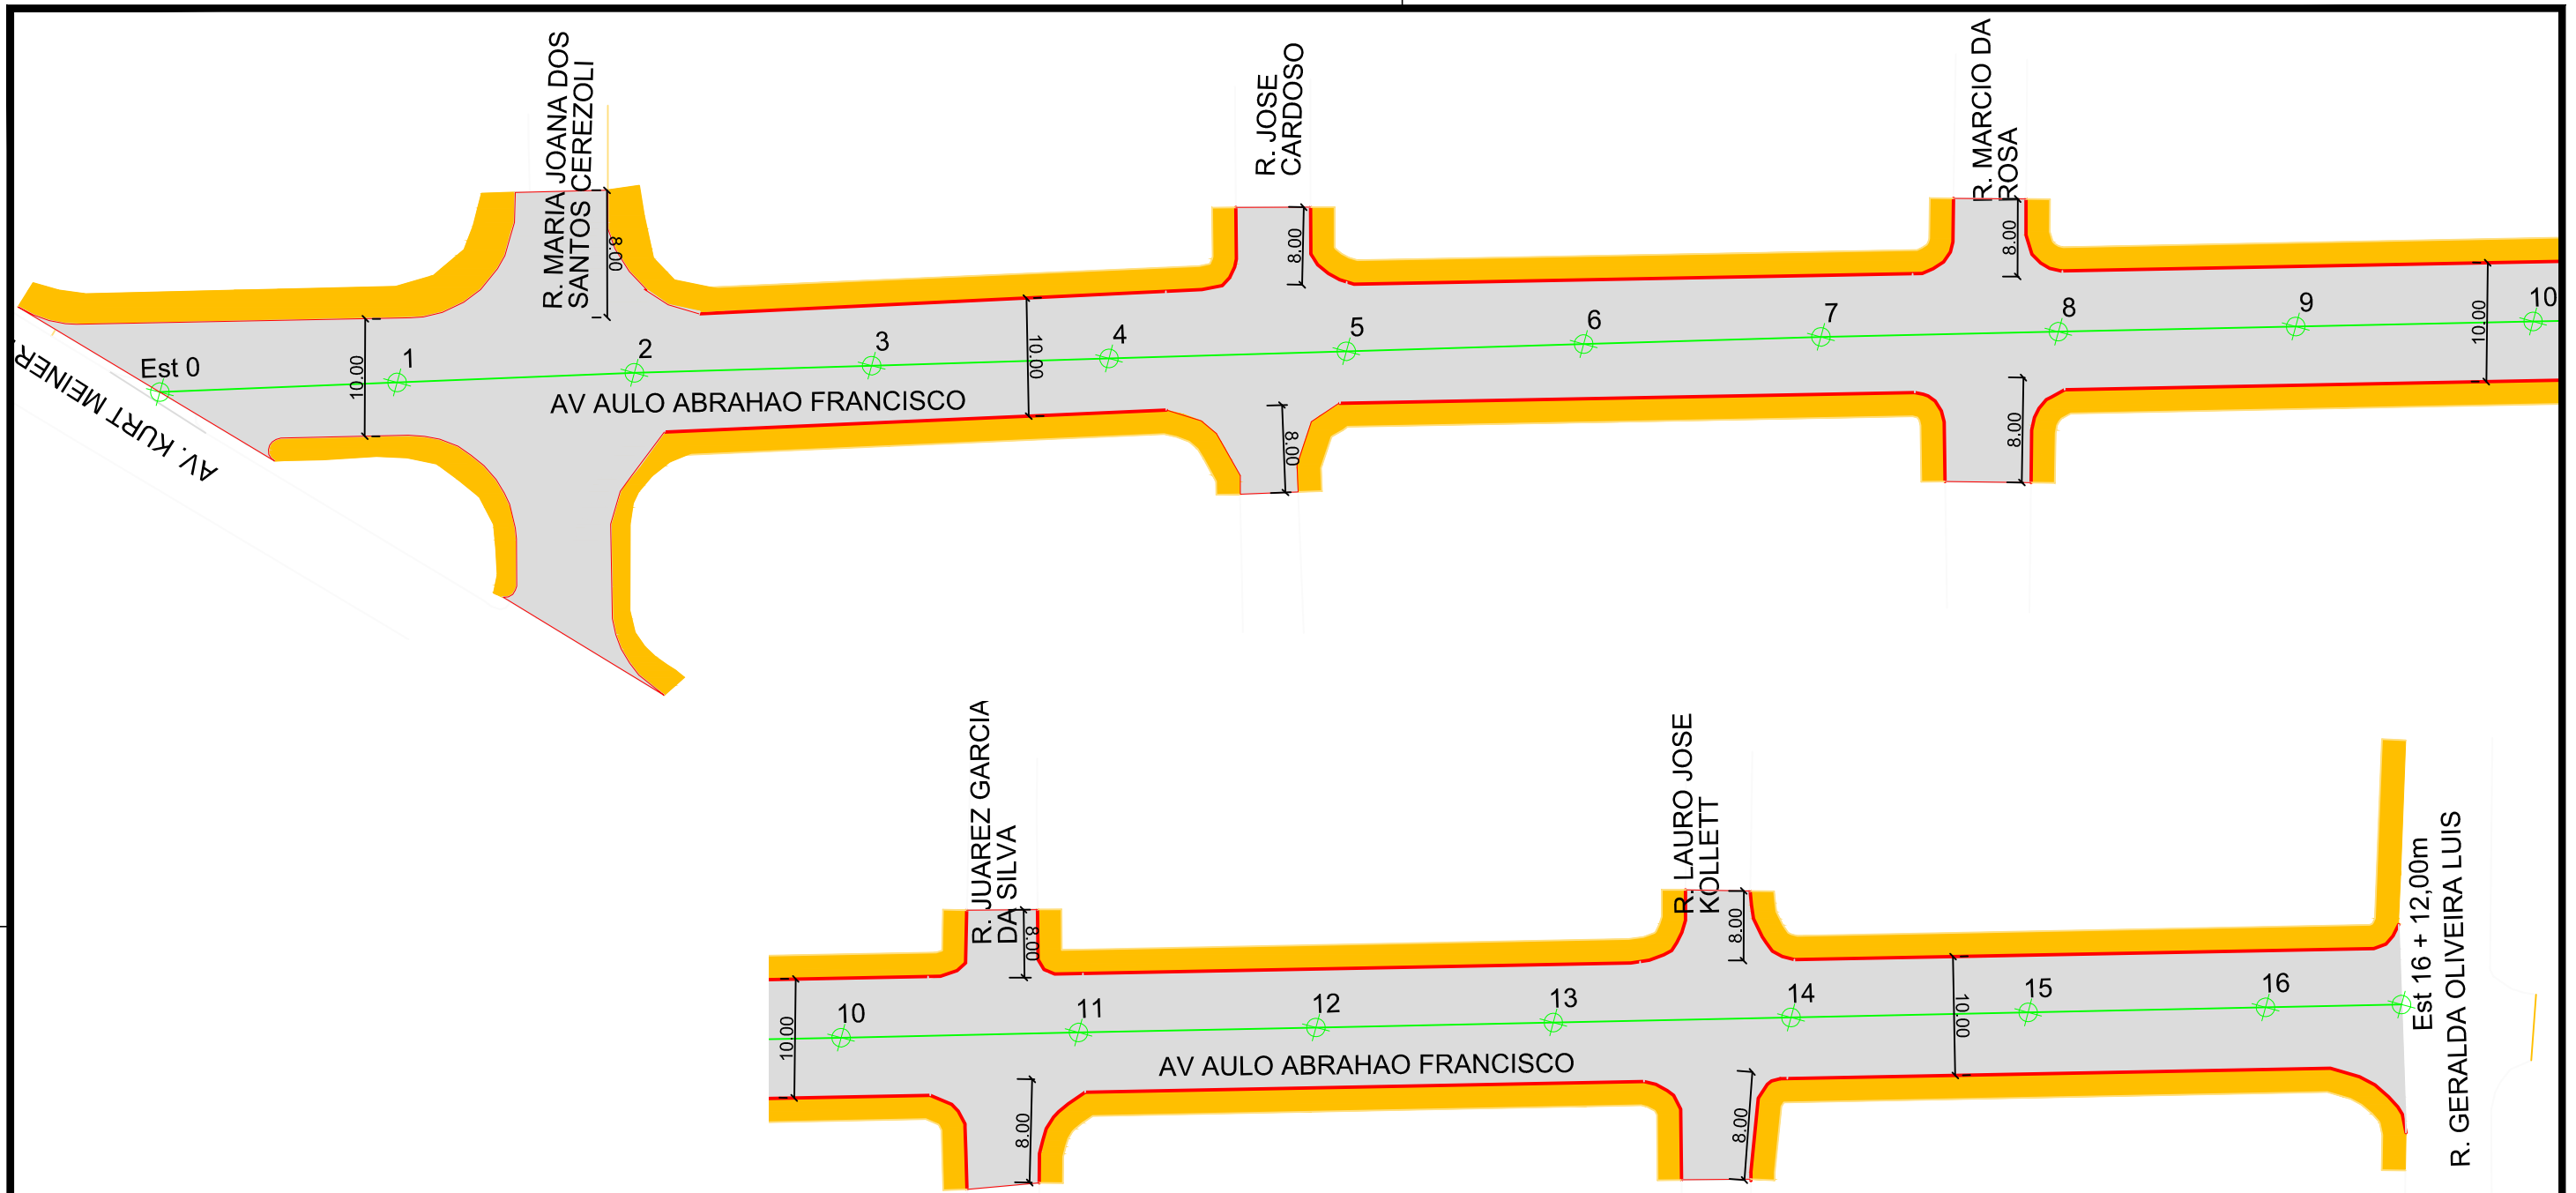 R. MARIA JOANA DOS
SANTOS CEREZOLI
R. JOSE
CARDOSO
R. MARCIO DA
ROSA
8.00
8.00
8.00
Est 0
1
2
3
4
5
6
7
8
9
10
10.00
10.00
10.00
AV AULO ABRAHAO FRANCISCO
AV. KURT MEINER
8.00
8.00
R. JUAREZ GARCIA
DA SILVA
R. LAURO JOSE
KOLLETT
8.00
8.00
10
11
12
13
14
15
16
10.00
10.00
AV AULO ABRAHAO FRANCISCO
8.00
8.00
Est 16 + 12,00m
R. GERALDA OLIVEIRA LUIS